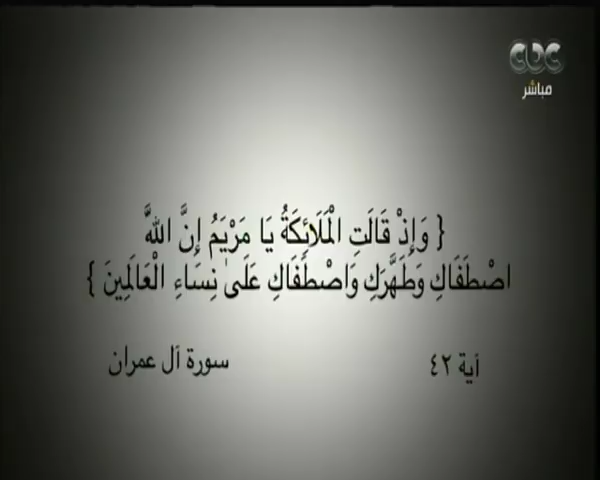 CBC
مباشر
{ وَإِذْ قَالَتِ الْمَلَائِكَةُ يَا مَرْيَمُ إِنَّ اللَّهَ
اصْطَفَاكِ وَطَهَّرَكِ وَاصْطَفَاكِ عَلَىٰ نِسَاءِ الْعَالَمِينَ }
آية ٤٢ سورة آل عمران